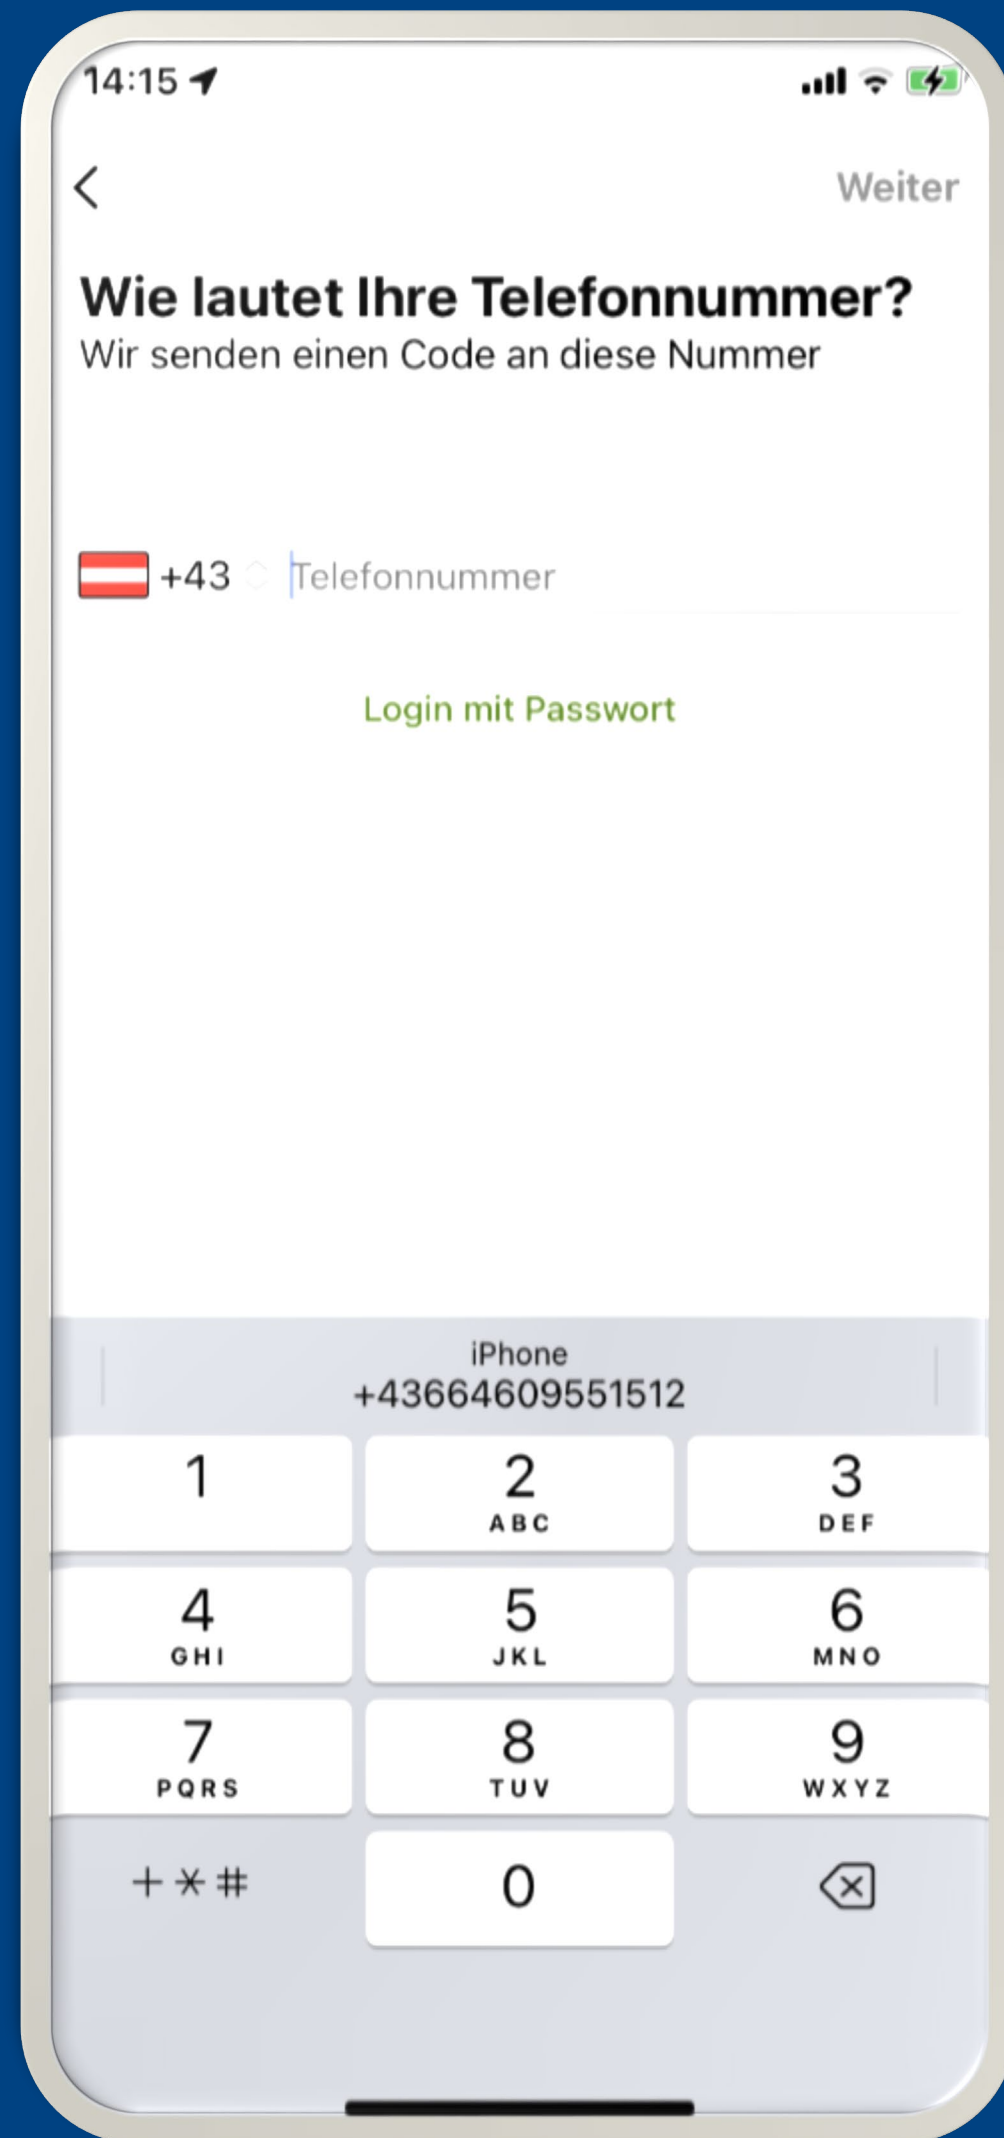 14:15
Weiter
Wie lautet Ihre Telefonnummer?
Wir senden einen Code an diese Nummer
+43 Telefonnummer
Login mit Passwort
iPhone
+43664609551512
1 2 3
ABC DEF
4 5 6
GHI JKL MNO
7 8 9
PQRS TUV WXYZ
+*# 0